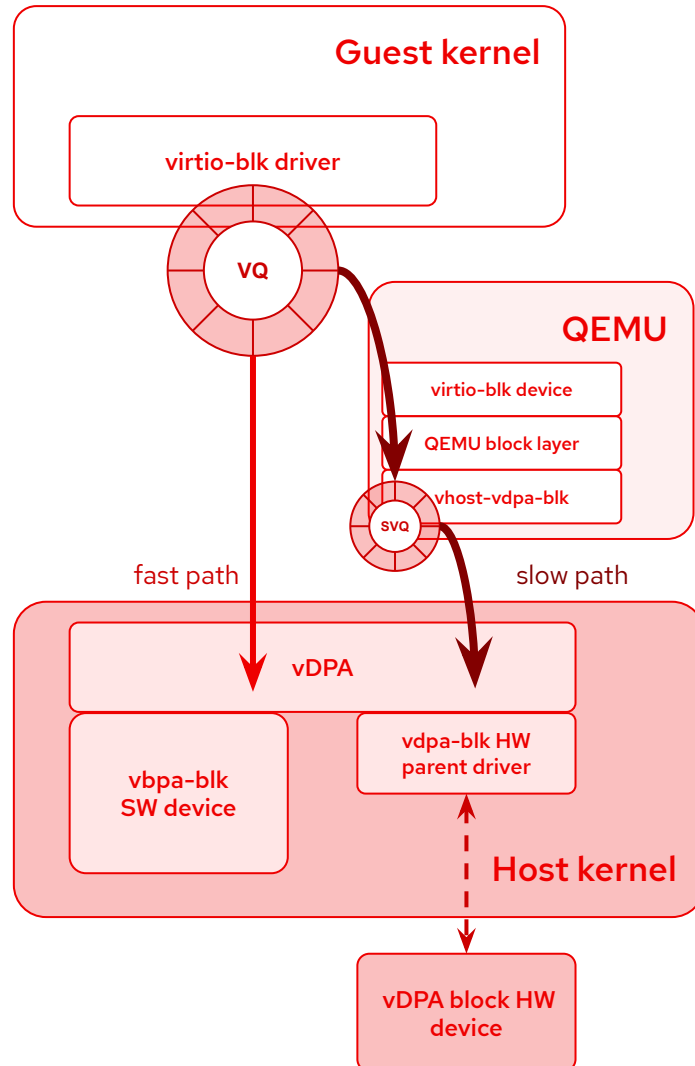 Guest kernel
virtio-blk driver
VQ
QEMU
virtio-blk device
QEMU block layer
vhost-vdpa-blk
SVQ
fast path
slow path
vDPA
vbpa-blk
SW device
vdpa-blk HW
parent driver
Host kernel
vDPA block HW
device